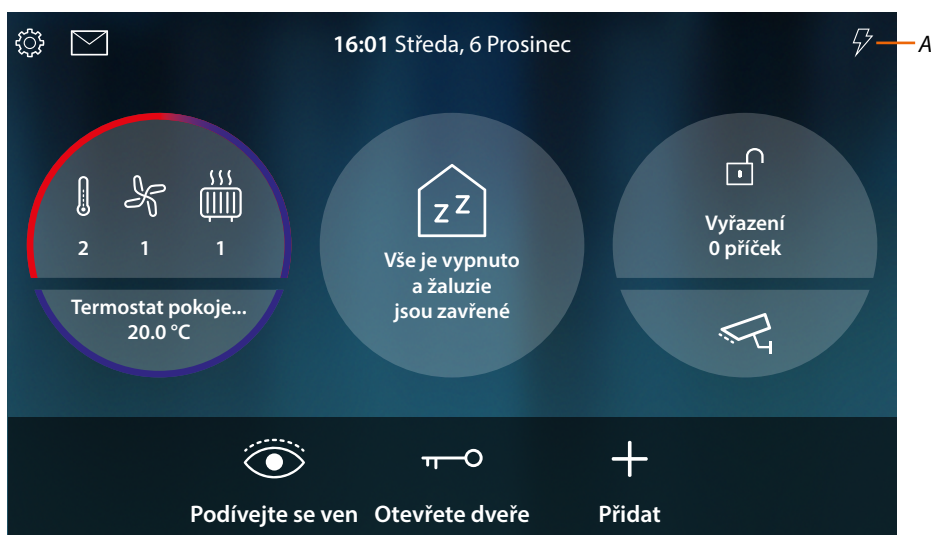 16:01 Středa, 6 Prosinec
A
2 1 1
Termostat pokoje...
20.0 °C
z Z
Vše je vypnuto
a žaluzie
jsou zavřené
Vyřazení
0 příček
Podívejte se ven
Otevřete dveře
Přidat